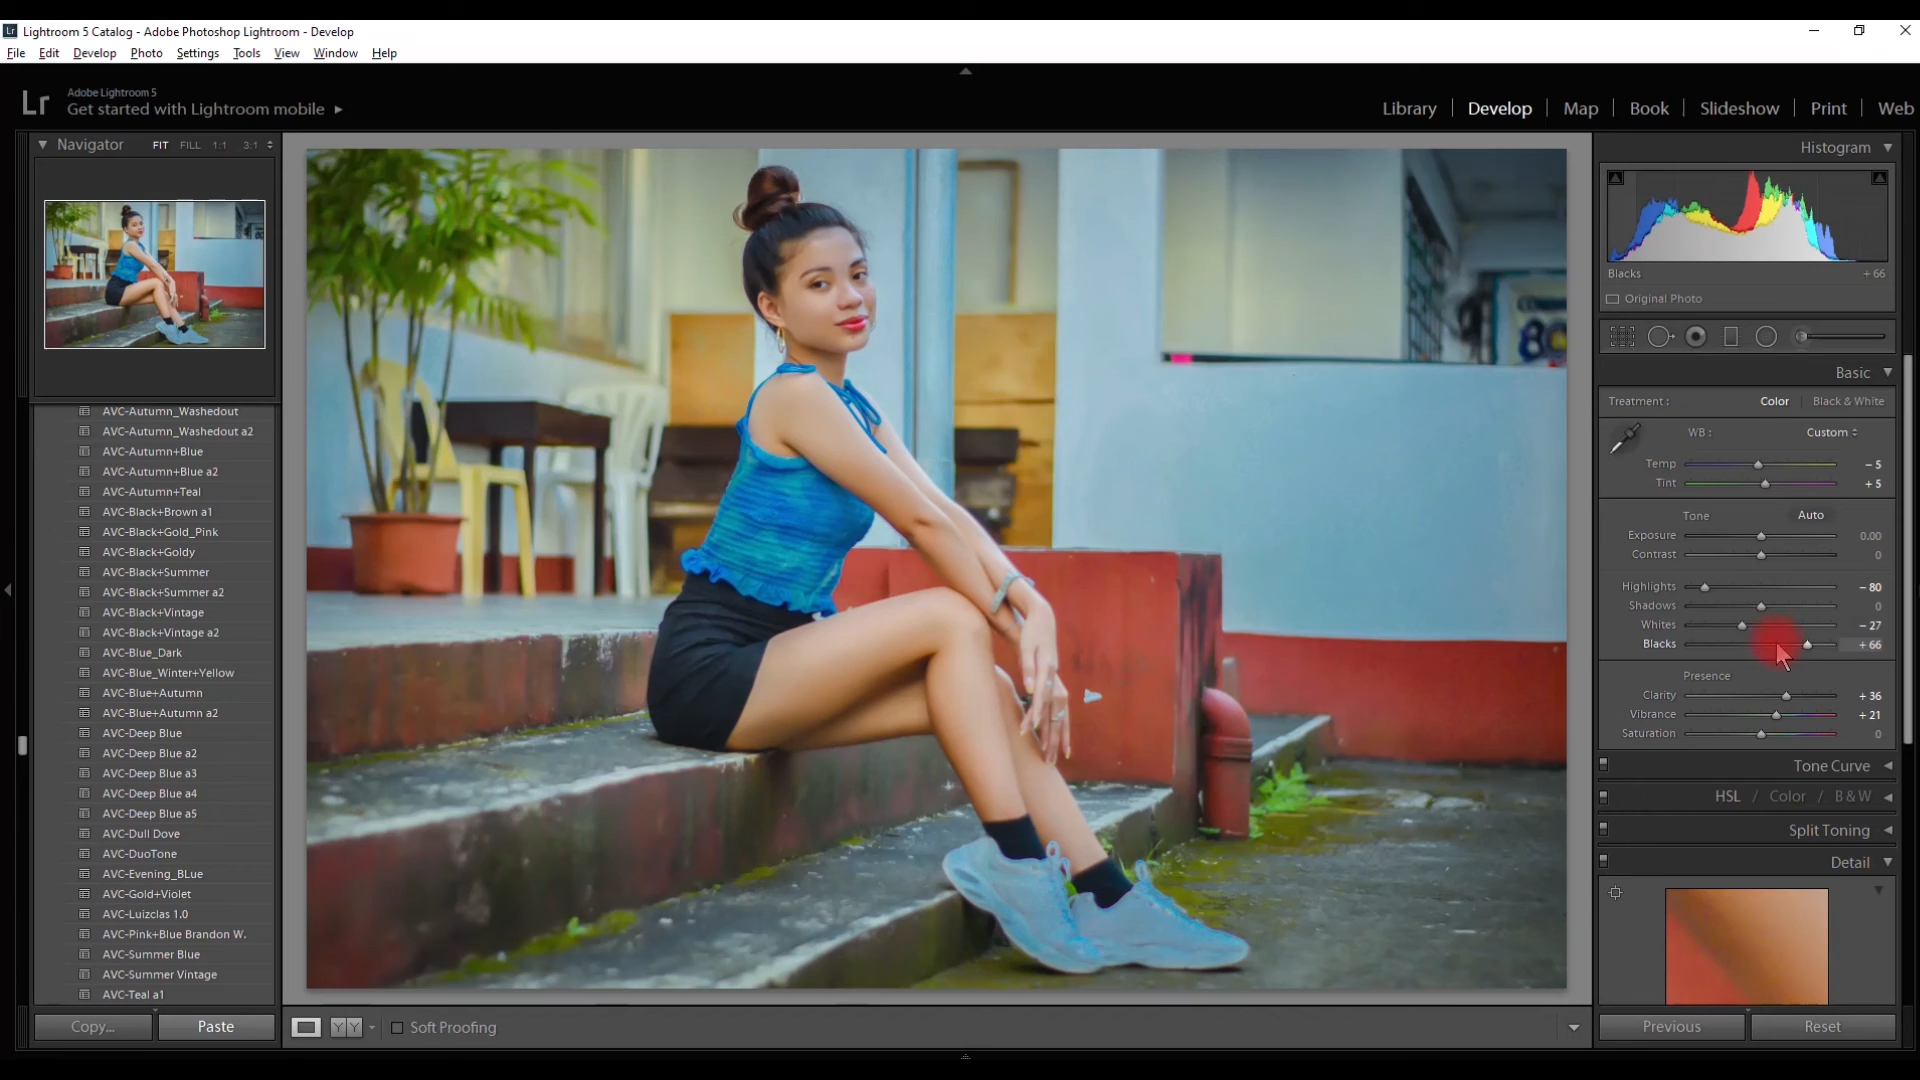 Lightroom 5 Catalog - Adobe Photoshop Lightroom - Develop
File Edit Develop Photo Settings Tools View Window Help
Lr Adobe Lightroom 5
Get started with Lightroom mobile
Library Develop Map Book Slideshow Print Web
Navigator FIT FILL 1:1 3:1
AVC-Autumn_Washedout
AVC-Autumn_Washedout a2
AVC-Autumn+Blue
AVC-Autumn+Blue a2
AVC-Autumn+Teal
AVC-Black+Brown a1
AVC-Black+Gold_Pink
AVC-Black+Goldy
AVC-Black+Summer
AVC-Black+Summer a2
AVC-Black+Vintage
AVC-Black+Vintage a2
AVC-Blue_Dark
AVC-Blue_Winter+Yellow
AVC-Blue+Autumn
AVC-Blue+Autumn a2
AVC-Deep Blue
AVC-Deep Blue a2
AVC-Deep Blue a3
AVC-Deep Blue a4
AVC-Deep Blue a5
AVC-Dull Dove
AVC-DuoTone
AVC-Evening_BLue
AVC-Gold+Violet
AVC-Luizclas 1.0
AVC-Pink+Blue Brandon W.
AVC-Summer Blue
AVC-Summer Vintage
AVC-Teal a1
Copy... Paste
YY Soft Proofing
Histogram
Blacks +66
Original Photo
Basic
Treatment : Color Black & White
WB : Custom
Temp -5
Tint +5
Tone Auto
Exposure 0.00
Contrast 0
Highlights -80
Shadows 0
Whites -27
Blacks +66
Presence
Clarity +36
Vibrance +21
Saturation 0
Tone Curve
HSL / Color / B & W
Split Toning
Detail
Previous Reset